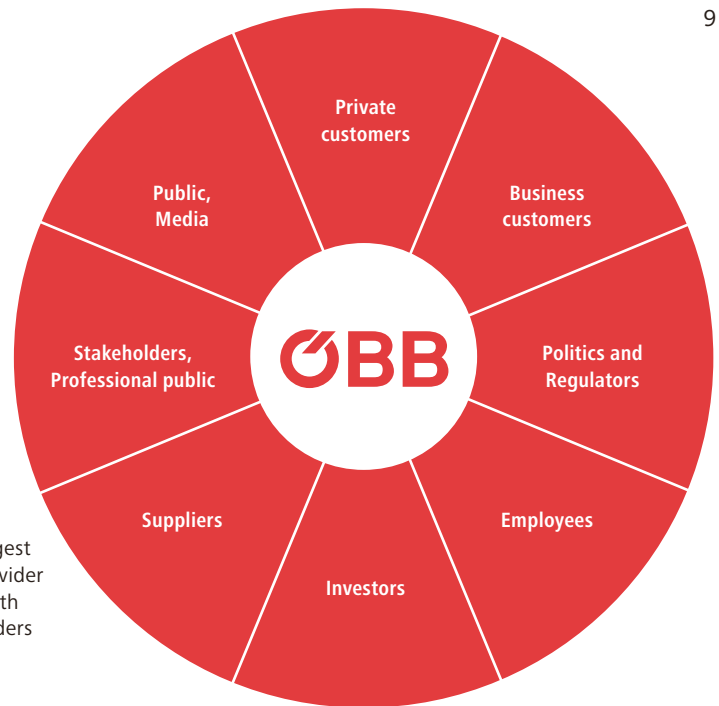 9
Private
customers
Business
customers
Politics and
Regulators
Employees
Investors
Suppliers
Stakeholders,
Professional public
Public,
Media
ÖBB